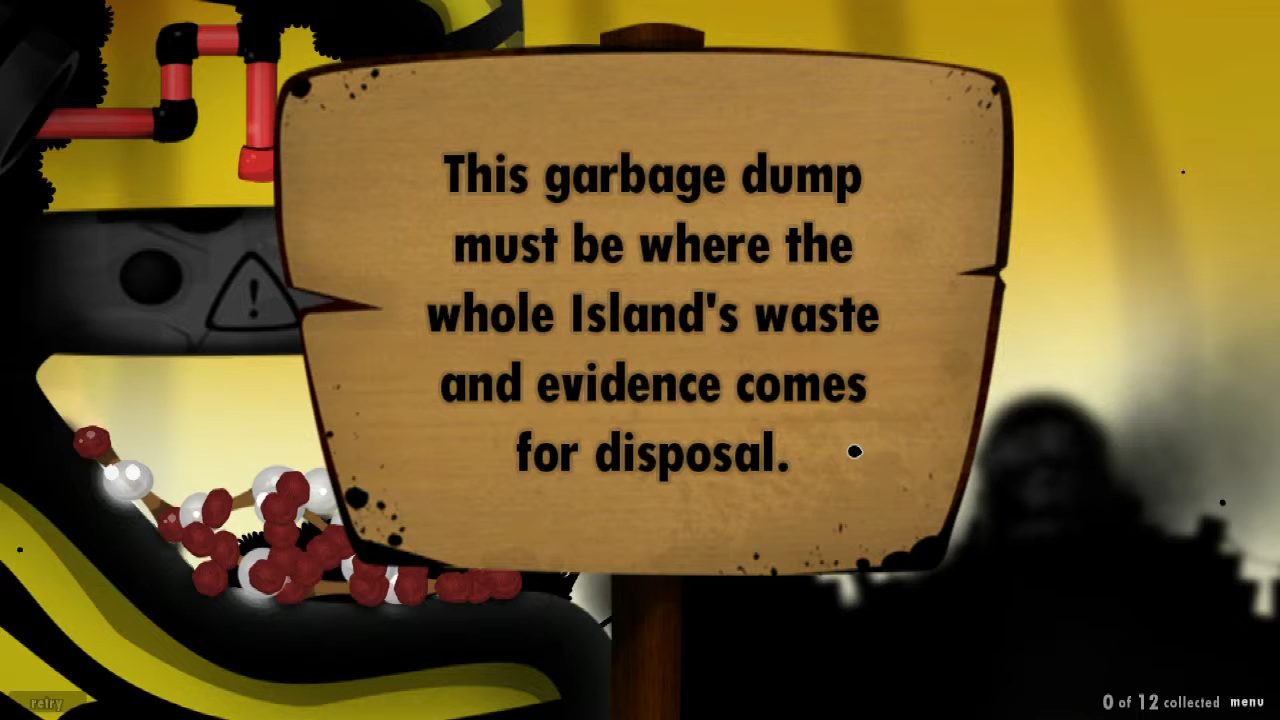 This garbage dump
must be where the
whole Island's waste
and evidence comes
for disposal.
!
retry
0 of 12 collected menu